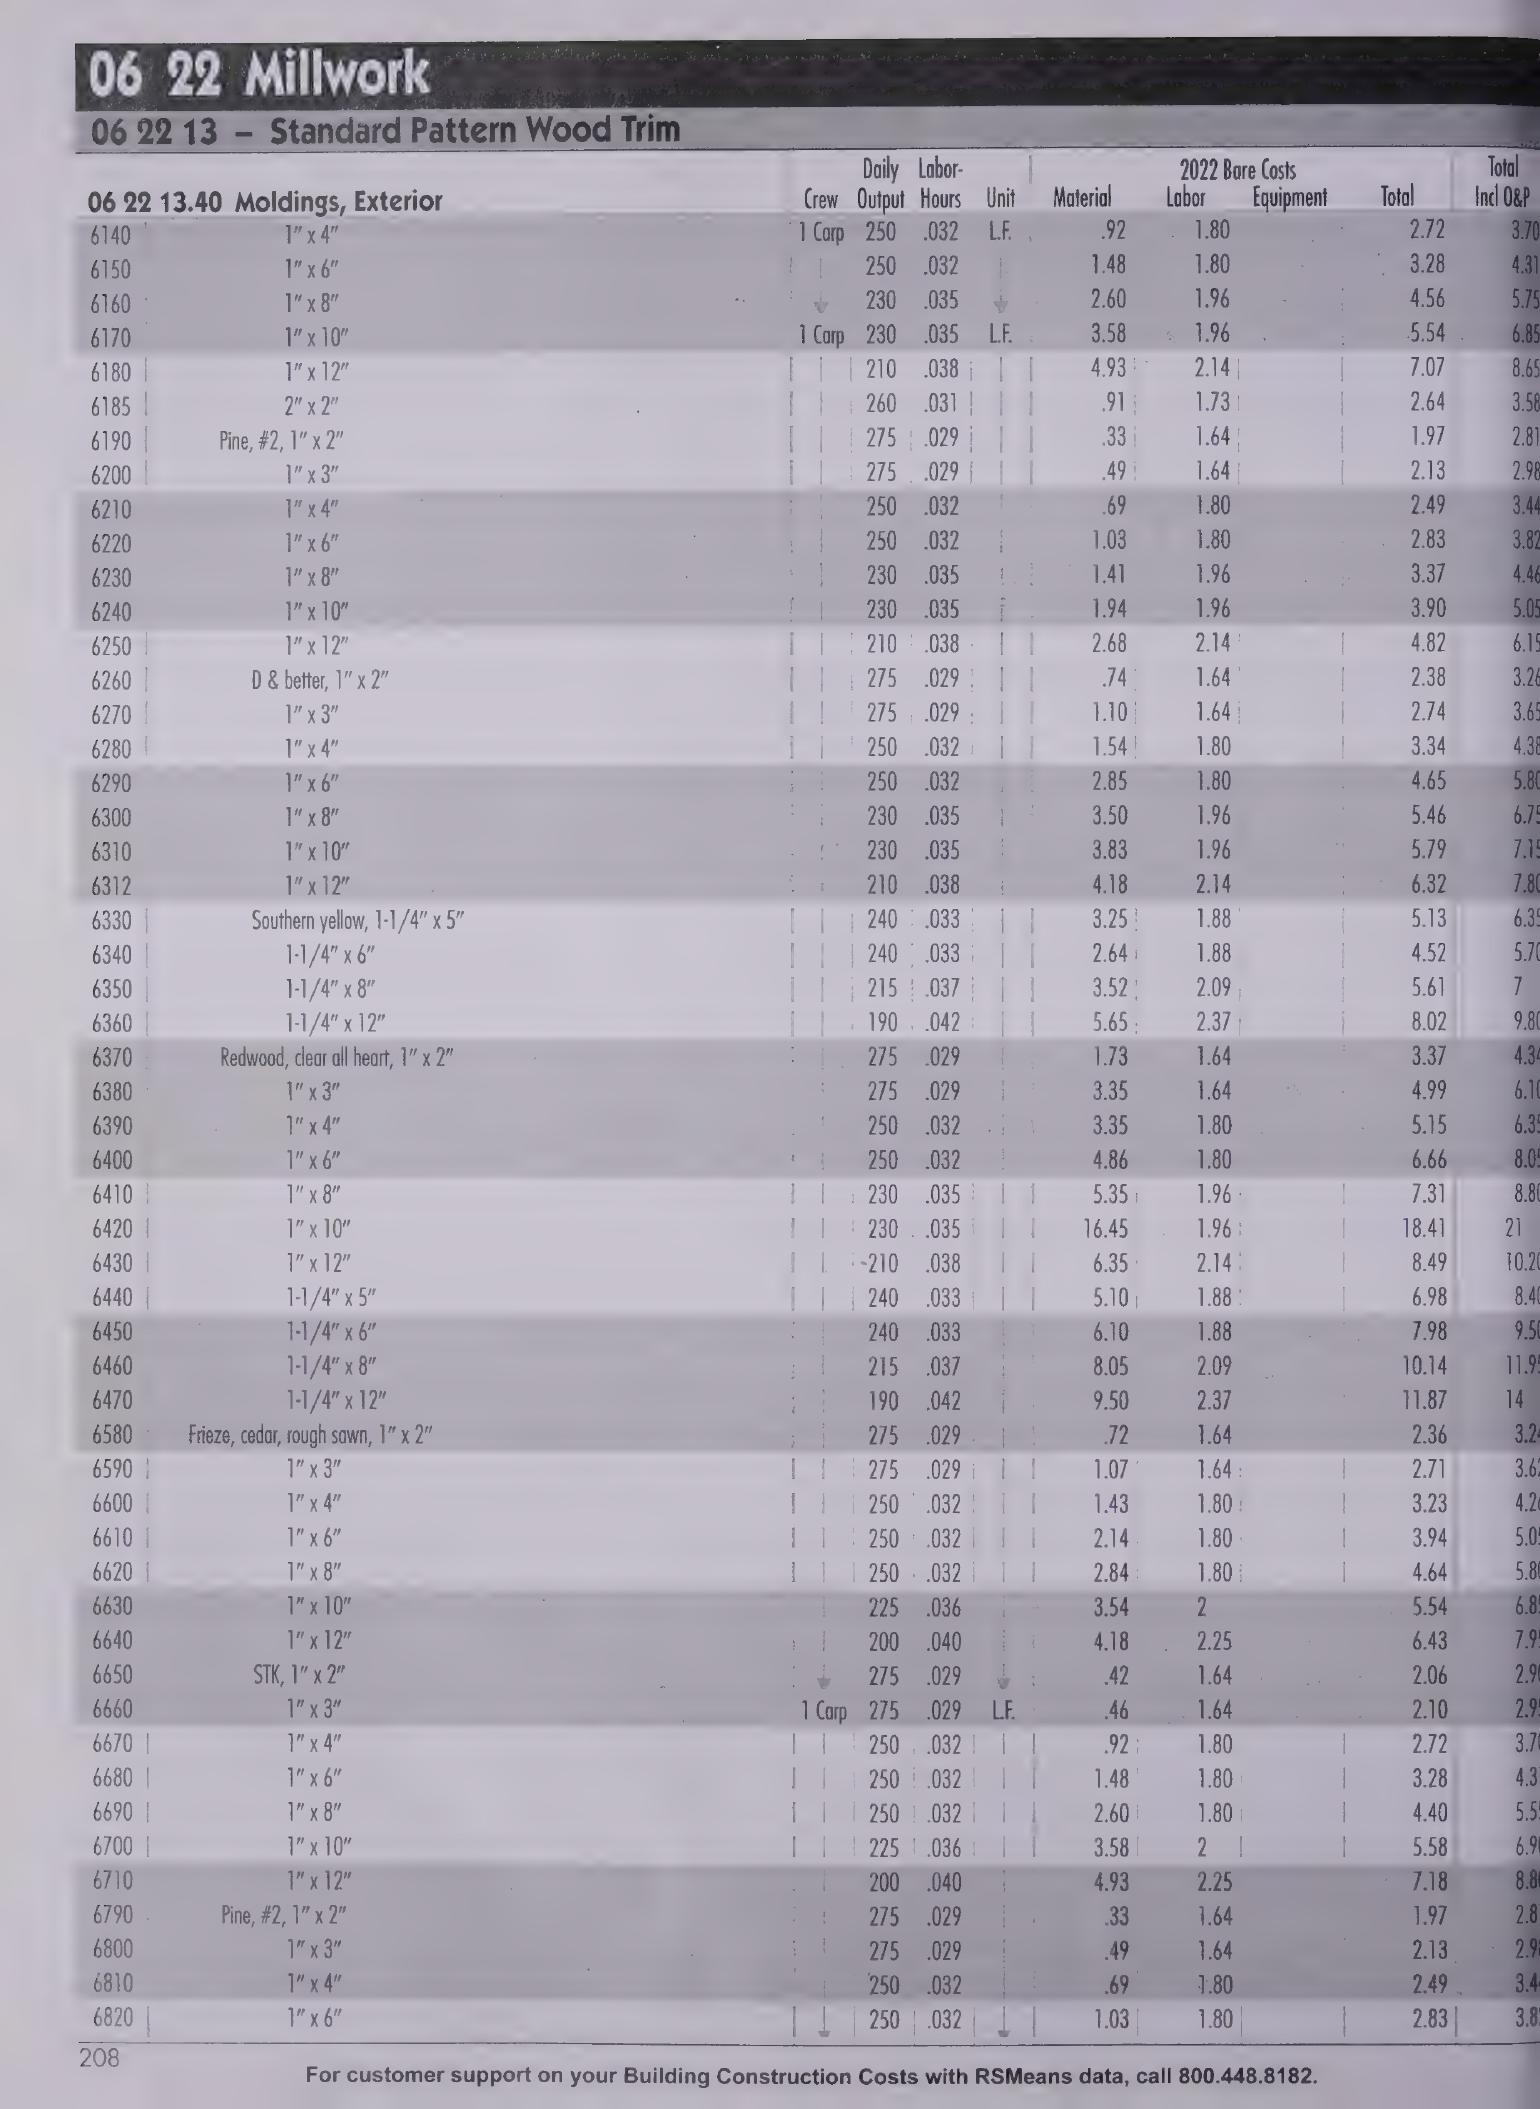 06 22 Millwork
06 22 13 – Standard Pattern Wood Trim
06 22 13.40 Moldings, Exterior Crew Daily Output Labor-Hours Unit Material 2022 Bare Costs Labor Equipment Total Total Incl O&P
6140 1" x 4" 1 Carp 250 .032 L.F. .92 1.80 2.72 3.70
6150 1" x 6" 250 .032 1.48 1.80 3.28 4.31
6160 1" x 8" 230 .035 2.60 1.96 4.56 5.75
6170 1" x 10" 1 Carp 230 .035 L.F. 3.58 1.96 5.54 6.85
6180 1" x 12" 210 .038 4.93 2.14 7.07 8.65
6185 2" x 2" 260 .031 .91 1.73 2.64 3.58
6190 Pine, #2, 1" x 2" 275 .029 .33 1.64 1.97 2.81
6200 1" x 3" 275 .029 .49 1.64 2.13 2.98
6210 1" x 4" 250 .032 .69 1.80 2.49 3.44
6220 1" x 6" 250 .032 1.03 1.80 2.83 3.82
6230 1" x 8" 230 .035 1.41 1.96 3.37 4.46
6240 1" x 10" 230 .035 1.94 1.96 3.90 5.05
6250 1" x 12" 210 .038 2.68 2.14 4.82 6.15
6260 D & better, 1" x 2" 275 .029 .74 1.64 2.38 3.26
6270 1" x 3" 275 .029 1.10 1.64 2.74 3.65
6280 1" x 4" 250 .032 1.54 1.80 3.34 4.38
6290 1" x 6" 250 .032 2.85 1.80 4.65 5.80
6300 1" x 8" 230 .035 3.50 1.96 5.46 6.75
6310 1" x 10" 230 .035 3.83 1.96 5.79 7.15
6312 1" x 12" 210 .038 4.18 2.14 6.32 7.80
6330 Southern yellow, 1-1/4" x 5" 240 .033 3.25 1.88 5.13 6.35
6340 1-1/4" x 6" 240 .033 2.64 1.88 4.52 5.70
6350 1-1/4" x 8" 215 .037 3.52 2.09 5.61 7
6360 1-1/4" x 12" 190 .042 5.65 2.37 8.02 9.80
6370 Redwood, clear all heart, 1" x 2" 275 .029 1.73 1.64 3.37 4.34
6380 1" x 3" 275 .029 3.35 1.64 4.99 6.10
6390 1" x 4" 250 .032 3.35 1.80 5.15 6.35
6400 1" x 6" 250 .032 4.86 1.80 6.66 8.05
6410 1" x 8" 230 .035 5.35 1.96 7.31 8.80
6420 1" x 10" 230 .035 16.45 1.96 18.41 21
6430 1" x 12" 210 .038 6.35 2.14 8.49 10.20
6440 1-1/4" x 5" 240 .033 5.10 1.88 6.98 8.40
6450 1-1/4" x 6" 240 .033 6.10 1.88 7.98 9.50
6460 1-1/4" x 8" 215 .037 8.05 2.09 10.14 11.95
6470 1-1/4" x 12" 190 .042 9.50 2.37 11.87 14
6580 Frieze, cedar, rough sawn, 1" x 2" 275 .029 .72 1.64 2.36
6590 1" x 3" 275 .029 1.07 1.64 2.71
6600 1" x 4" 250 .032 1.43 1.80 3.23
6610 1" x 6" 250 .032 2.14 1.80 3.94
6620 1" x 8" 250 .032 2.84 1.80 4.64
6630 1" x 10" 225 .036 3.54 2 5.54
6640 1" x 12" 200 .040 4.18 2.25 6.43
6650 STK, 1" x 2" 275 .029 .42 1.64 2.06
6660 1" x 3" 1 Carp 275 .029 L.F. .46 1.64 2.10
6670 1" x 4" 250 .032 .92 1.80 2.72
6680 1" x 6" 250 .032 1.48 1.80 3.28
6690 1" x 8" 250 .032 2.60 1.80 4.40
6700 1" x 10" 225 .036 3.58 2 5.58
6710 1" x 12" 200 .040 4.93 2.25 7.18
6790 Pine, #2, 1" x 2" 275 .029 .33 1.64 1.97
6800 1" x 3" 275 .029 .49 1.64 2.13
6810 1" x 4" 250 .032 .69 1.80 2.49
6820 1" x 6" 250 .032 1.03 1.80 2.83
208
For customer support on your Building Construction Costs with RSMeans data, call 800.448.8182.